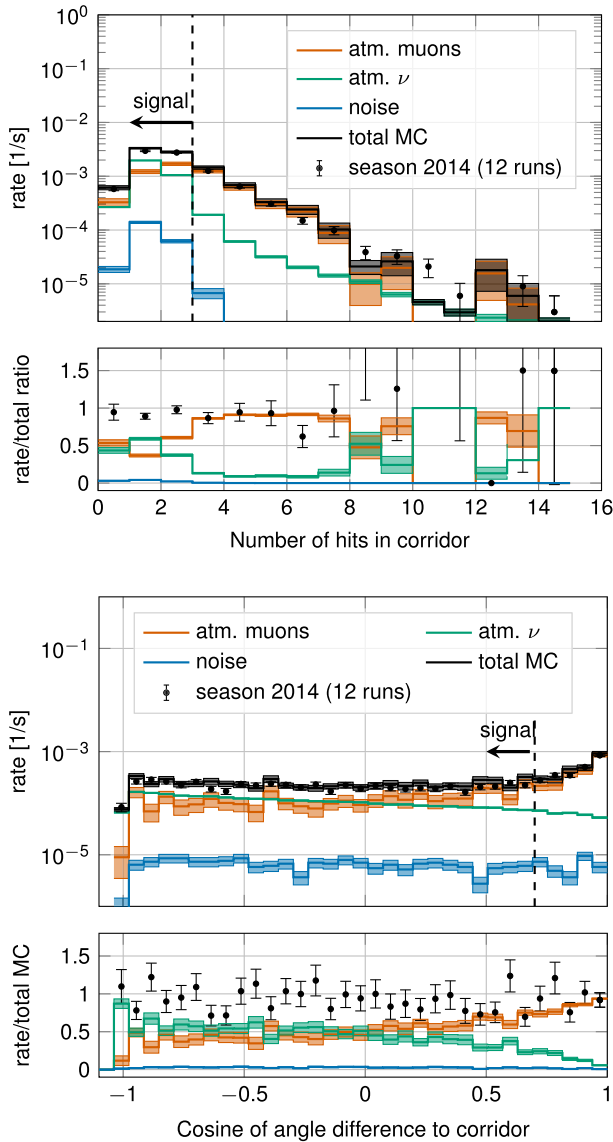 10⁰
10⁻¹
10⁻²
10⁻³
10⁻⁴
10⁻⁵
rate [1/s]
signal
atm. muons
atm. ν
noise
total MC
season 2014 (12 runs)
1.5
1
0.5
0
rate/total ratio
0 2 4 6 8 10 12 14 16
Number of hits in corridor
10⁻¹
10⁻³
10⁻⁵
rate [1/s]
atm. muons atm. ν
noise total MC
season 2014 (12 runs)
signal
1.5
1
0.5
0
rate/total MC
−1 −0.5 0 0.5 1
Cosine of angle difference to corridor